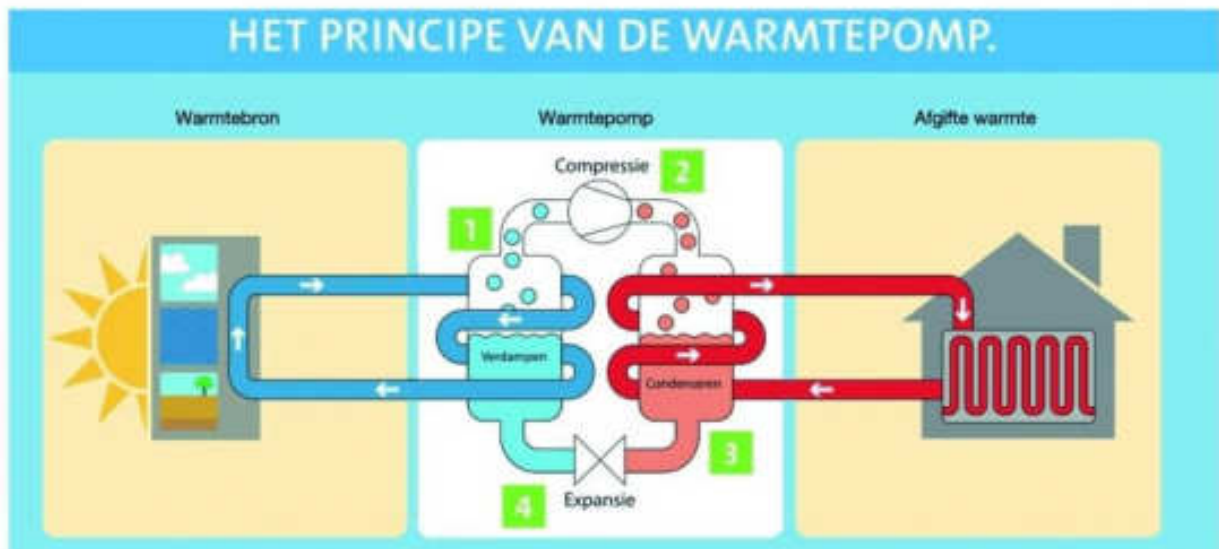 HET PRINCIPE VAN DE WARMTEPOMP.
Warmtebron
Warmtepomp
Afgifte warmte
Compressie
2
1
Verdampen
Condenseren
3
4
Expansie